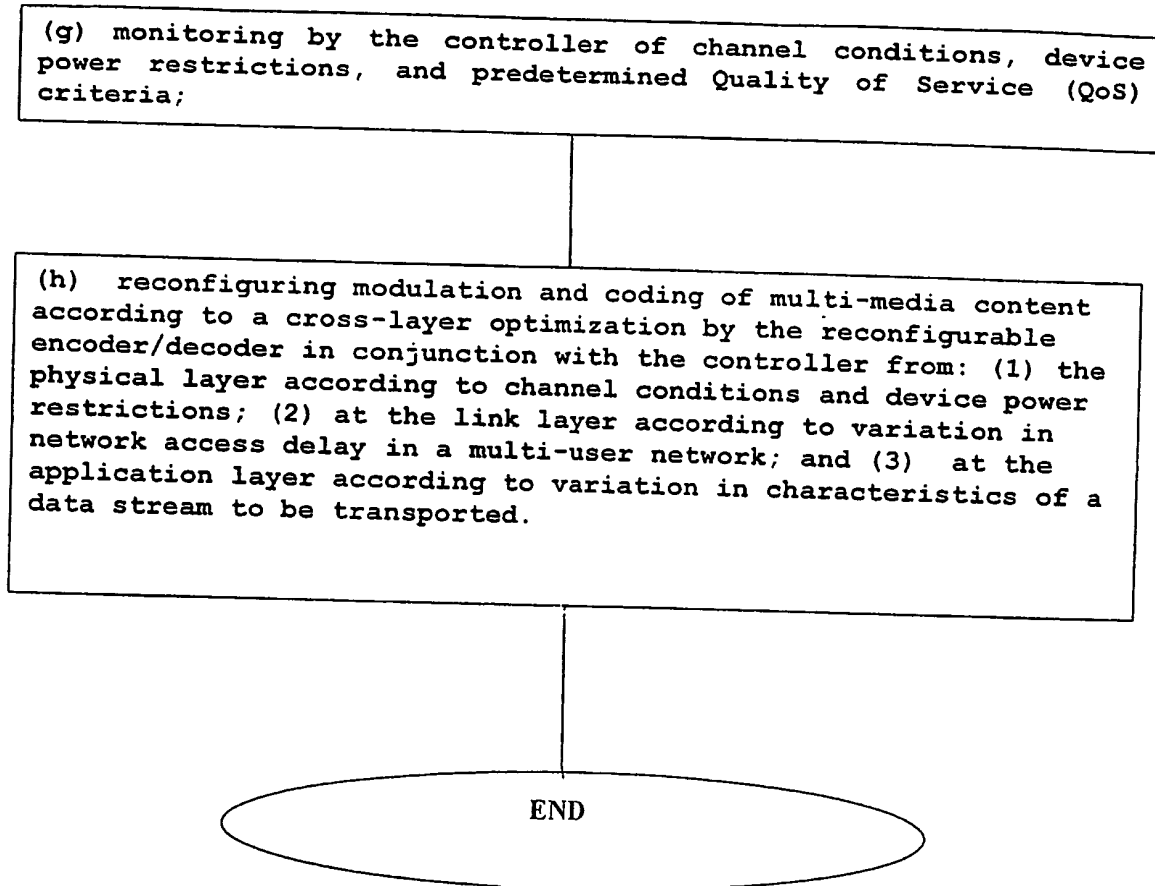 (g) monitoring by the controller of channel conditions, device
power restrictions, and predetermined Quality of Service (QoS)
criteria;
(h) reconfiguring modulation and coding of multi-media content
according to a cross-layer optimization by the reconfigurable
encoder/decoder in conjunction with the controller from: (1) the
physical layer according to channel conditions and device power
restrictions; (2) at the link layer according to variation in
network access delay in a multi-user network; and (3) at the
application layer according to variation in characteristics of a
data stream to be transported.
END